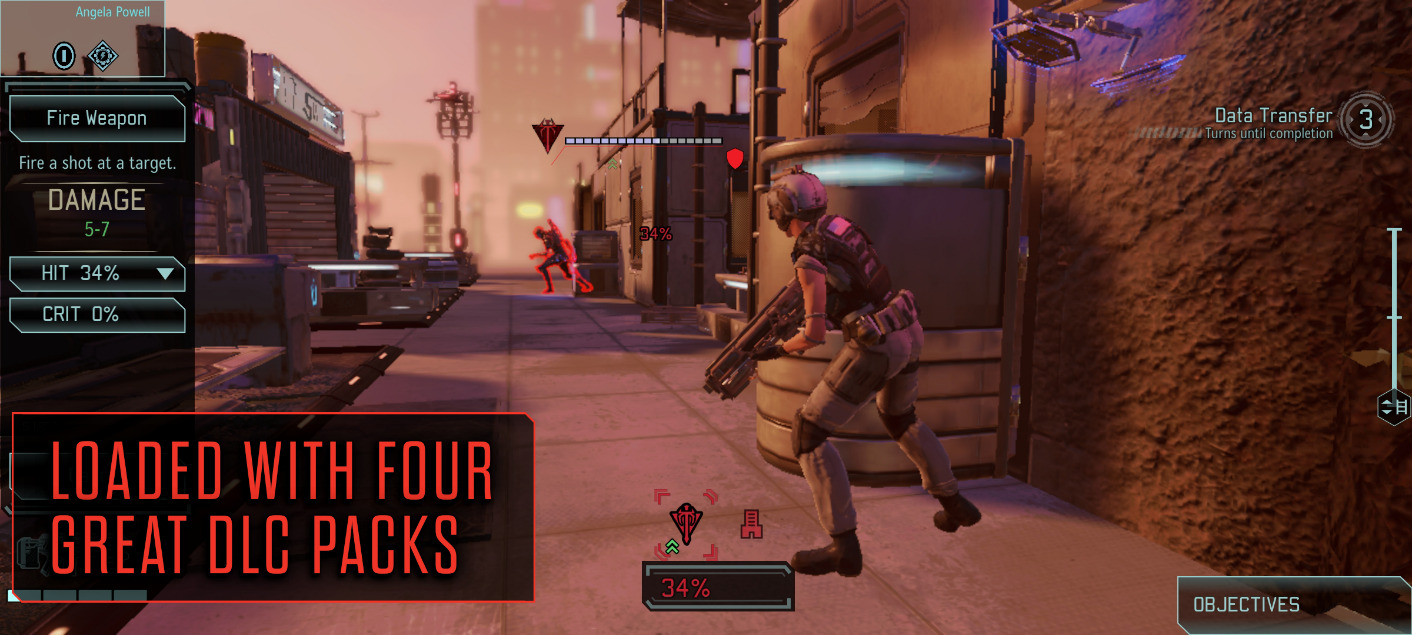 Angela Powell
Fire Weapon
Fire a shot at a target.
DAMAGE
5-7
HIT 34%
CRIT 0%
Data Transfer
Turns until completion
3
34%
LOADED WITH FOUR
GREAT DLC PACKS
34%
OBJECTIVES